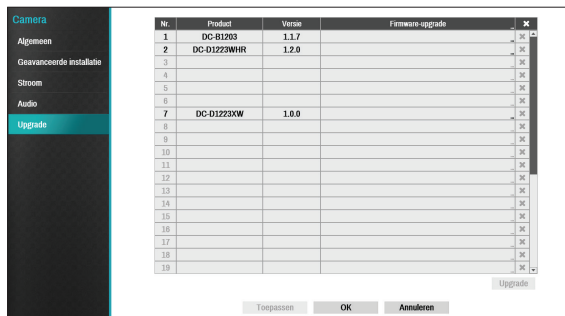 Camera
Algemeen
Geavanceerde installatie
Stroom
Audio
Upgrade
Nr. Product Versie Firmware-upgrade ... ✕
1 DC-B1203 1.1.7 ... ✕
2 DC-D1223WHR 1.2.0 ... ✕
3 ... ✕
4 ... ✕
5 ... ✕
6 ... ✕
7 DC-D1223XW 1.0.0 ... ✕
8 ... ✕
9 ... ✕
10 ... ✕
11 ... ✕
12 ... ✕
13 ... ✕
14 ... ✕
15 ... ✕
16 ... ✕
17 ... ✕
18 ... ✕
19 ... ✕
Upgrade
Toepassen OK Annuleren